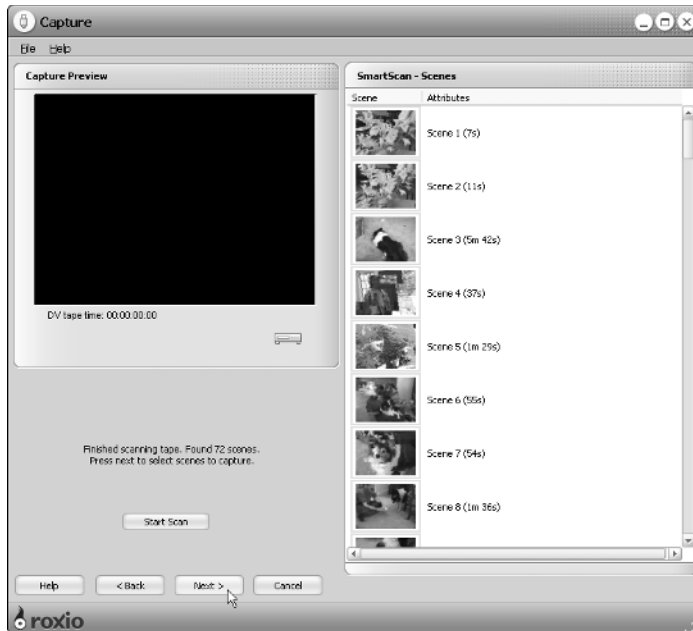 Capture
File Help
Capture Preview
DV tape time: 00:00:00:00
Finished scanning tape. Found 72 scenes.
Press next to select scenes to capture.
Start Scan
SmartScan - Scenes
Scene Attributes
Scene 1 (7s)
Scene 2 (11s)
Scene 3 (5m 42s)
Scene 4 (37s)
Scene 5 (1m 29s)
Scene 6 (55s)
Scene 7 (54s)
Scene 8 (1m 36s)
Help < Back Next > Cancel
roxio